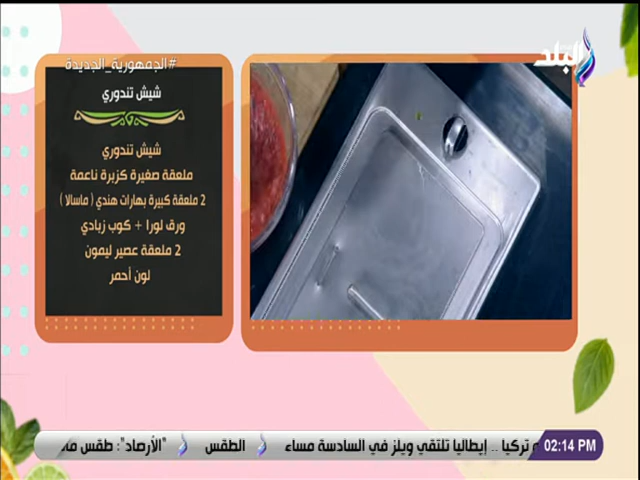 #الجمهورية_الجديدة
شيش تندوري
شيش تندوري
ملعقة صغيرة كزبرة ناعمة
2 ملعقة كبيرة بهارات هندي ( ماسالا )
ورق لورا + كوب زبادي
2 ملعقة عصير ليمون
لون أحمر
البلد
تركيا .. إيطاليا تلتقي ويلز في السادسة مساء الطقس "الأرصاد": طقس
02:14 PM